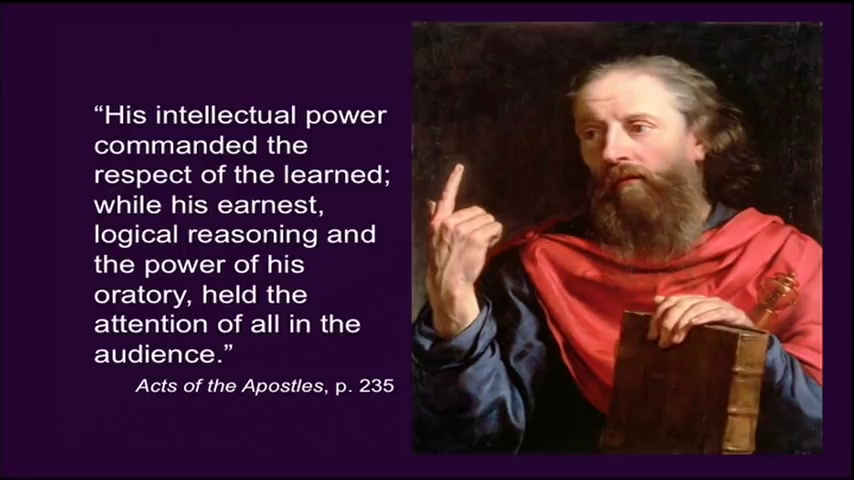 “His intellectual power
commanded the
respect of the learned;
while his earnest,
logical reasoning and
the power of his
oratory, held the
attention of all in the
audience.”
Acts of the Apostles, p. 235